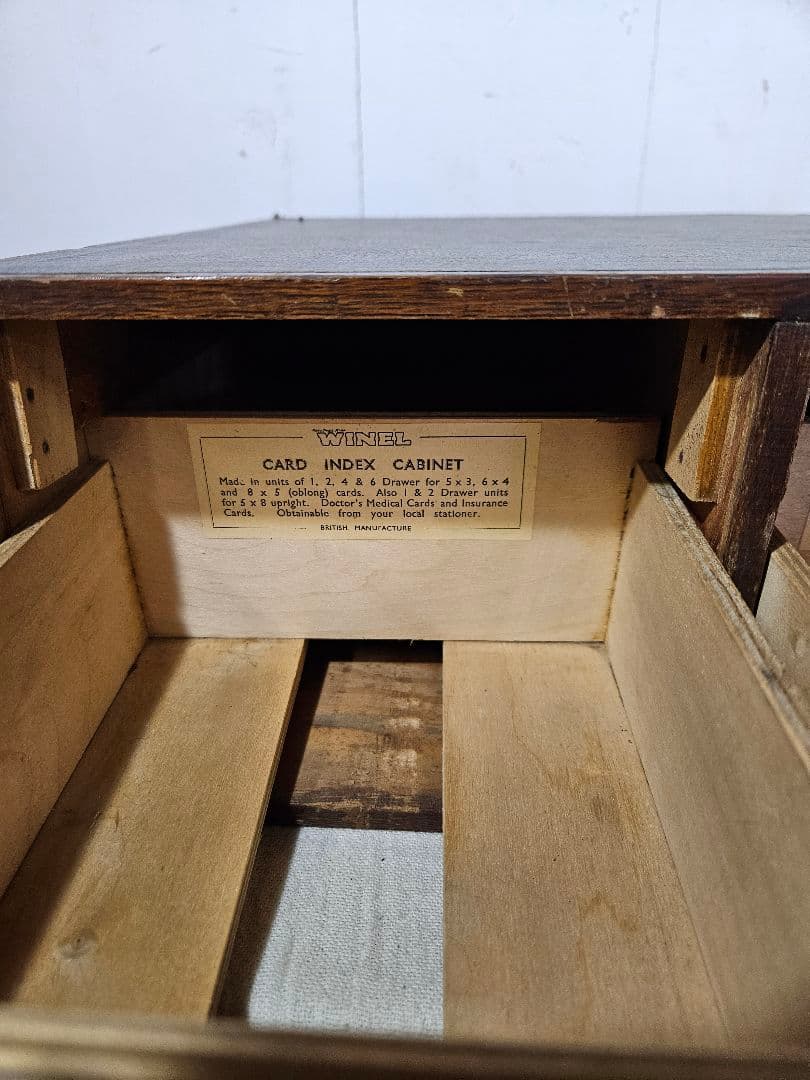 WINEL
CARD INDEX CABINET
Made in units of 1, 2, 4 & 6 Drawer for 5 x 3, 6 x 4
and 8 x 5 (oblong) cards. Also 1 & 2 Drawer units
for 5 x 8 upright. Doctor's Medical Cards and Insurance
Cards. Obtainable from your local stationer.
BRITISH MANUFACTURE